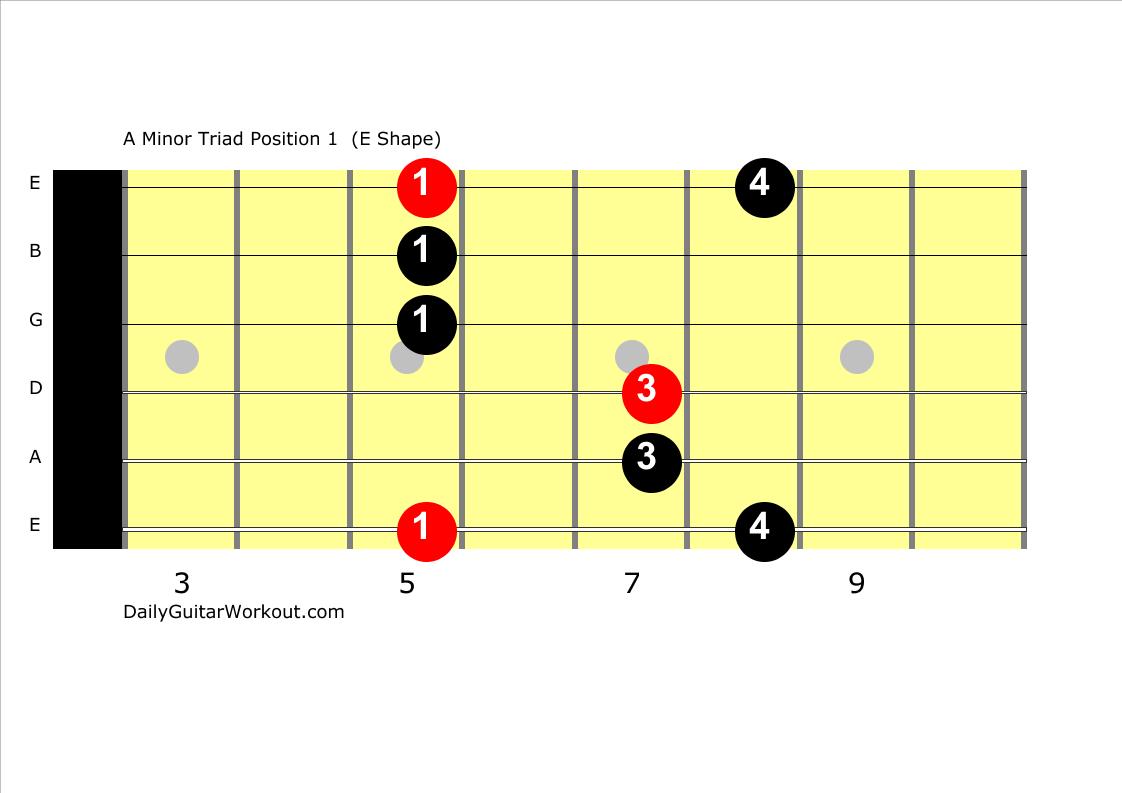 A Minor Triad Position 1 (E Shape)
E 1 4
B 1
G 1
D 3
A 3
E 1 4
3 5 7 9
DailyGuitarWorkout.com